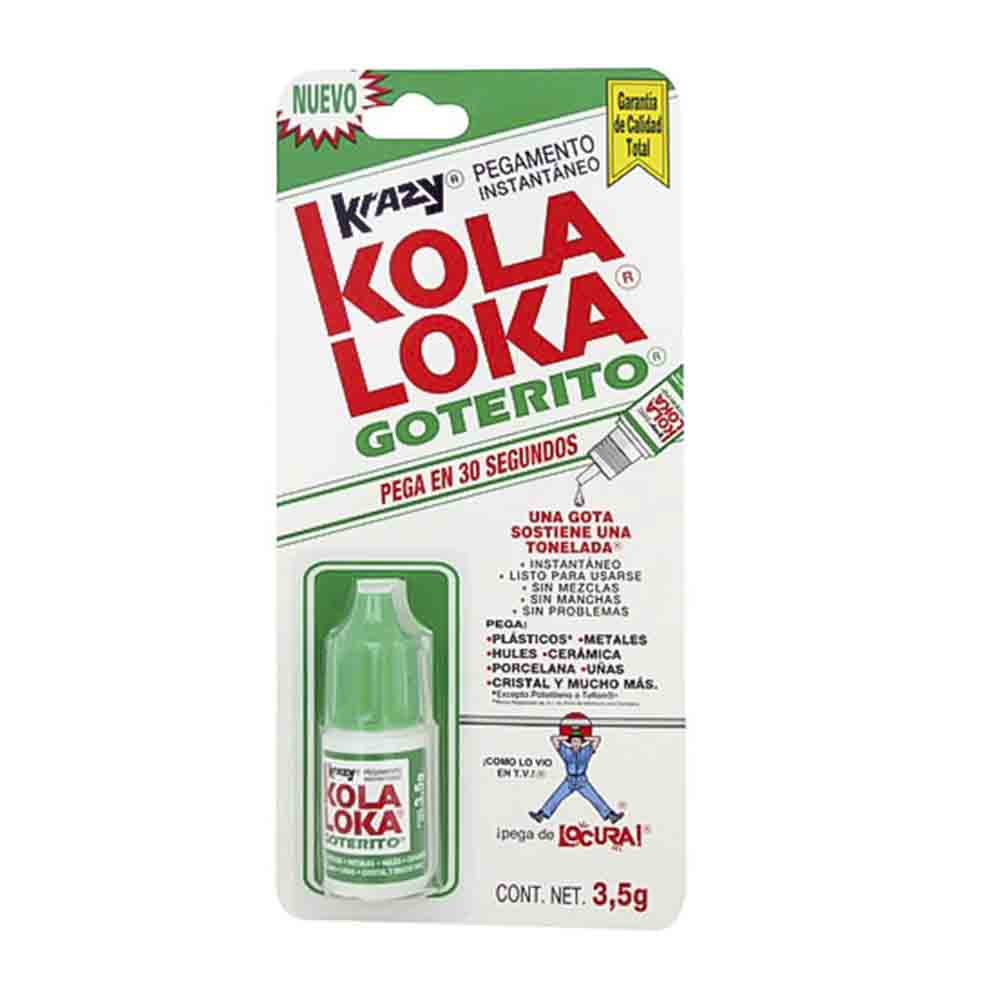 NUEVO
Garantía
de Calidad
Total
Krazy® PEGAMENTO
INSTANTÁNEO
KOLA
LOKA®
GOTERITO®
PEGA EN 30 SEGUNDOS
KOLA
LOKA
UNA GOTA
SOSTIENE UNA
TONELADA®
• INSTANTÁNEO
• LISTO PARA USARSE
• SIN MEZCLAS
• SIN MANCHAS
• SIN PROBLEMAS
PEGA:
•PLÁSTICOS* •METALES
•HULES •CERÁMICA
•PORCELANA •UÑAS
•CRISTAL Y MUCHO MÁS.
*Excepto Polietileno o Teflon®
¡COMO LO VIO
EN T.V.!®
¡pega de LOCURA!®
CONT. NET. 3,5g
Krazy® PEGAMENTO
INSTANTÁNEO
KOLA
LOKA®
GOTERITO®
3,5g